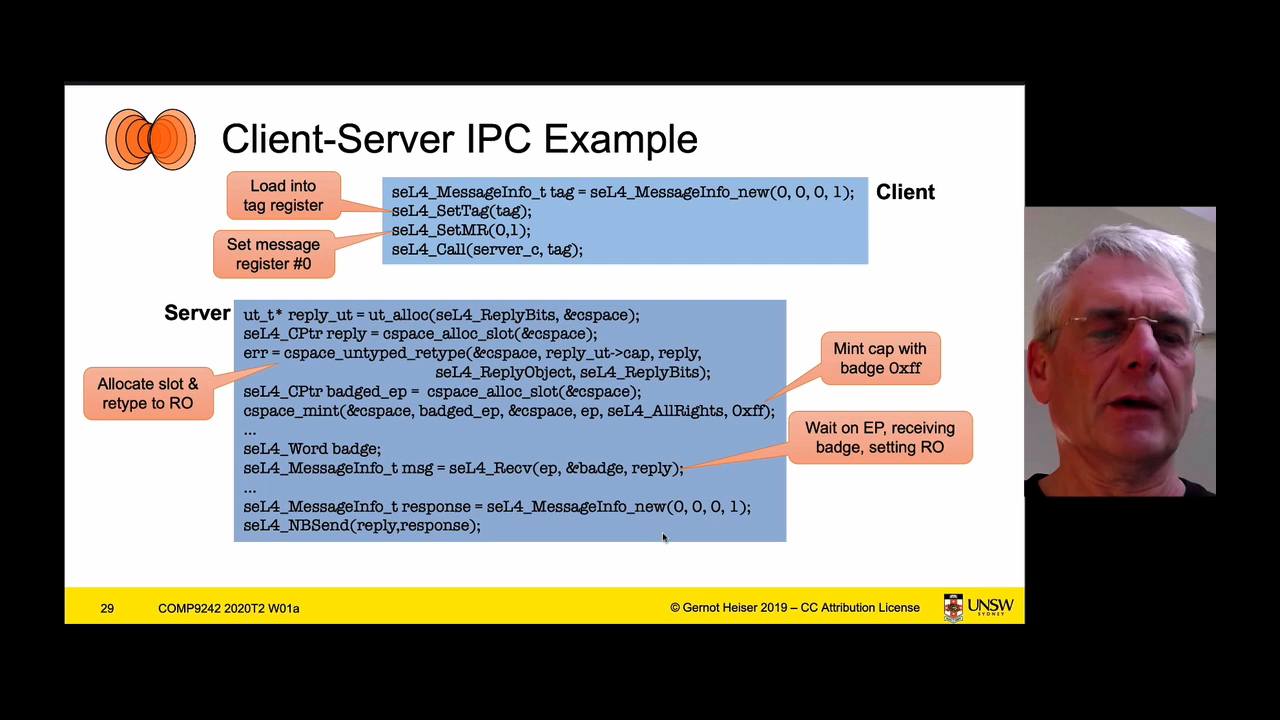 Client-Server IPC Example
Load into
tag register
Set message
register #0
seL4_MessageInfo_t tag = seL4_MessageInfo_new(0, 0, 0, 1);
seL4_SetTag(tag);
seL4_SetMR(0,1);
seL4_Call(server_c, tag);
Client
Server
ut_t* reply_ut = ut_alloc(seL4_ReplyBits, &cspace);
seL4_CPtr reply = cspace_alloc_slot(&cspace);
err = cspace_untyped_retype(&cspace, reply_ut->cap, reply,
seL4_ReplyObject, seL4_ReplyBits);
seL4_CPtr badged_ep = cspace_alloc_slot(&cspace);
cspace_mint(&cspace, badged_ep, &cspace, ep, seL4_AllRights, 0xff);
...
seL4_Word badge;
seL4_MessageInfo_t msg = seL4_Recv(ep, &badge, reply);
...
seL4_MessageInfo_t response = seL4_MessageInfo_new(0, 0, 0, 1);
seL4_NBSend(reply,response);
Allocate slot &
retype to RO
Mint cap with
badge 0xff
Wait on EP, receiving
badge, setting RO
29
COMP9242 2020T2 W01a
© Gernot Heiser 2019 – CC Attribution License
UNSW
SYDNEY